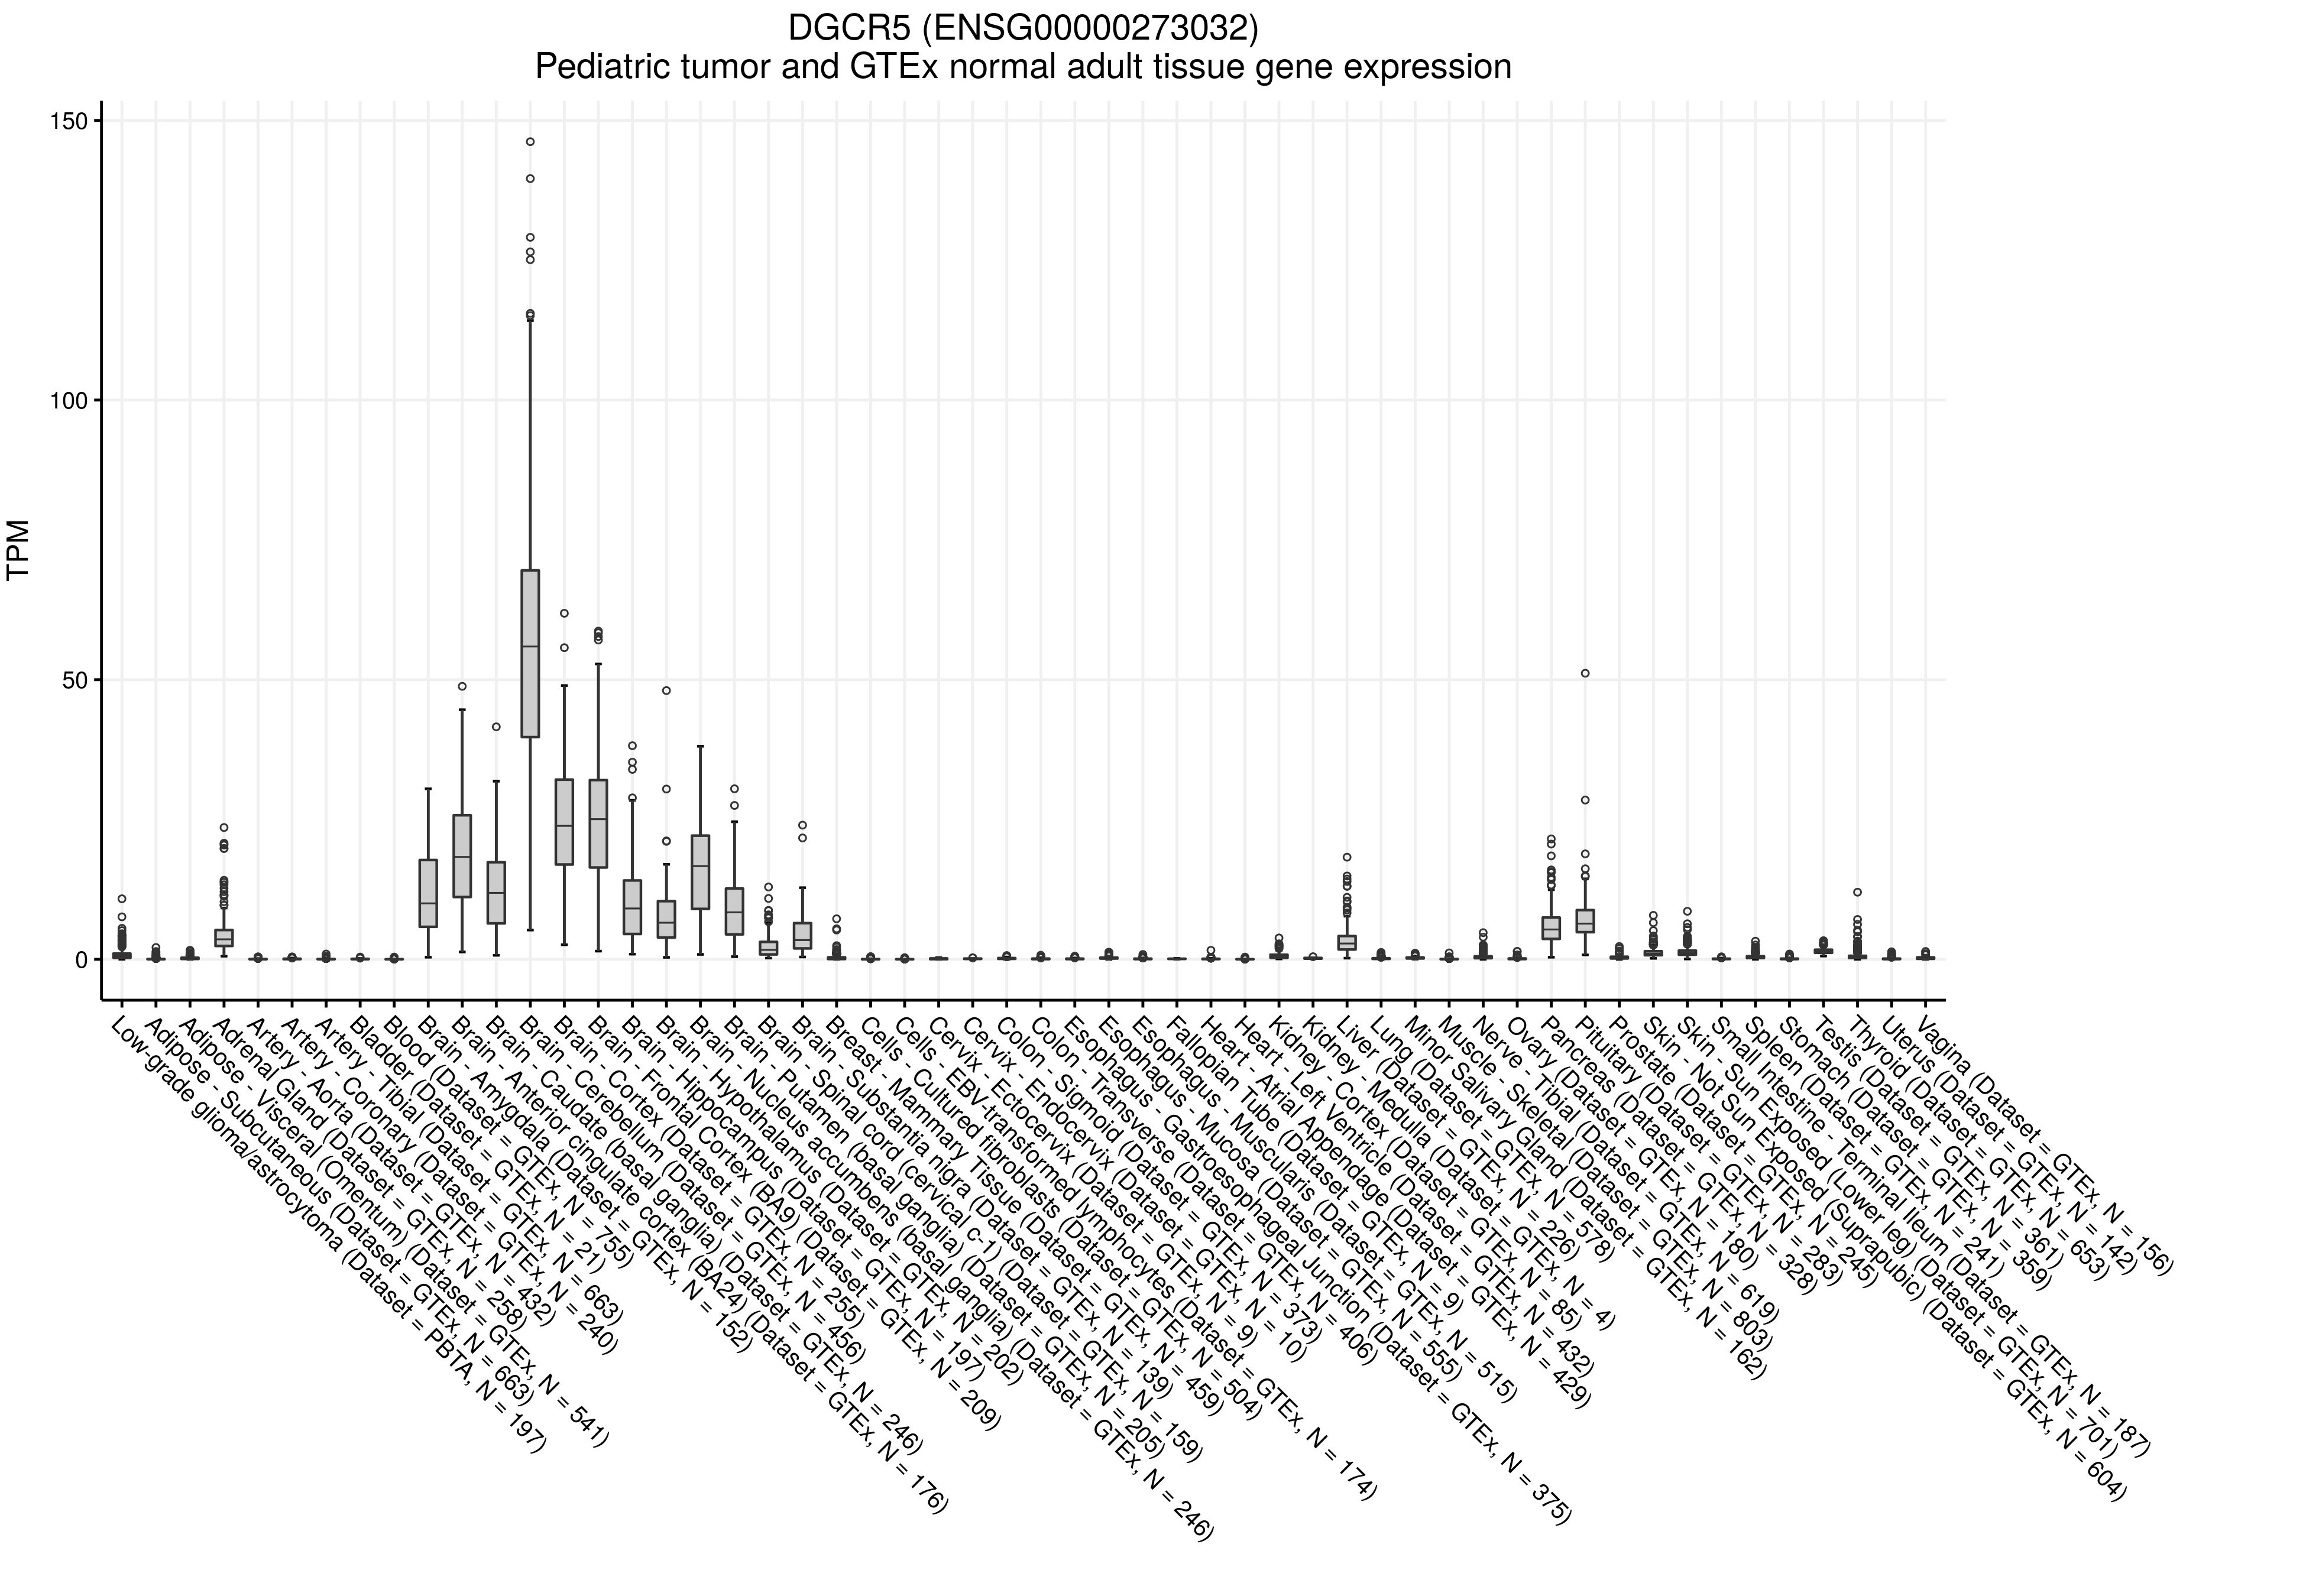 DGCR5 (ENSG00000273032)
Pediatric tumor and GTEx normal adult tissue gene expression
TPM
150
100
50
0
Low-grade glioma/astrocytoma (Dataset = PBTA, N = 197)
Adipose - Subcutaneous (Dataset = GTEx, N = 663)
Adipose - Visceral (Omentum) (Dataset = GTEx, N = 541)
Adrenal Gland (Dataset = GTEx, N = 258)
Artery - Aorta (Dataset = GTEx, N = 432)
Artery - Coronary (Dataset = GTEx, N = 240)
Artery - Tibial (Dataset = GTEx, N = 663)
Bladder (Dataset = GTEx, N = 21)
Blood (Dataset = GTEx, N = 755)
Brain - Amygdala (Dataset = GTEx, N = 152)
Brain - Anterior cingulate cortex (BA24) (Dataset = GTEx, N = 176)
Brain - Caudate (basal ganglia) (Dataset = GTEx, N = 246)
Brain - Cerebellum (Dataset = GTEx, N = 456)
Brain - Cortex (Dataset = GTEx, N = 255)
Brain - Frontal Cortex (BA9) (Dataset = GTEx, N = 209)
Brain - Hippocampus (Dataset = GTEx, N = 197)
Brain - Hypothalamus (Dataset = GTEx, N = 202)
Brain - Nucleus accumbens (basal ganglia) (Dataset = GTEx, N = 246)
Brain - Putamen (basal ganglia) (Dataset = GTEx, N = 205)
Brain - Spinal cord (cervical c-1) (Dataset = GTEx, N = 159)
Brain - Substantia nigra (Dataset = GTEx, N = 139)
Breast - Mammary Tissue (Dataset = GTEx, N = 459)
Cells - Cultured fibroblasts (Dataset = GTEx, N = 504)
Cells - EBV-transformed lymphocytes (Dataset = GTEx, N = 174)
Cervix - Ectocervix (Dataset = GTEx, N = 9)
Cervix - Endocervix (Dataset = GTEx, N = 10)
Colon - Sigmoid (Dataset = GTEx, N = 373)
Colon - Transverse (Dataset = GTEx, N = 406)
Esophagus - Gastroesophageal Junction (Dataset = GTEx, N = 375)
Esophagus - Mucosa (Dataset = GTEx, N = 555)
Esophagus - Muscularis (Dataset = GTEx, N = 515)
Fallopian Tube (Dataset = GTEx, N = 9)
Heart - Atrial Appendage (Dataset = GTEx, N = 429)
Heart - Left Ventricle (Dataset = GTEx, N = 432)
Kidney - Cortex (Dataset = GTEx, N = 85)
Kidney - Medulla (Dataset = GTEx, N = 4)
Liver (Dataset = GTEx, N = 226)
Lung (Dataset = GTEx, N = 578)
Minor Salivary Gland (Dataset = GTEx, N = 162)
Muscle - Skeletal (Dataset = GTEx, N = 803)
Nerve - Tibial (Dataset = GTEx, N = 619)
Ovary (Dataset = GTEx, N = 180)
Pancreas (Dataset = GTEx, N = 328)
Pituitary (Dataset = GTEx, N = 283)
Prostate (Dataset = GTEx, N = 245)
Skin - Not Sun Exposed (Suprapubic) (Dataset = GTEx, N = 604)
Skin - Sun Exposed (Lower leg) (Dataset = GTEx, N = 701)
Small Intestine - Terminal Ileum (Dataset = GTEx, N = 187)
Spleen (Dataset = GTEx, N = 241)
Stomach (Dataset = GTEx, N = 359)
Testis (Dataset = GTEx, N = 361)
Thyroid (Dataset = GTEx, N = 653)
Uterus (Dataset = GTEx, N = 142)
Vagina (Dataset = GTEx, N = 156)